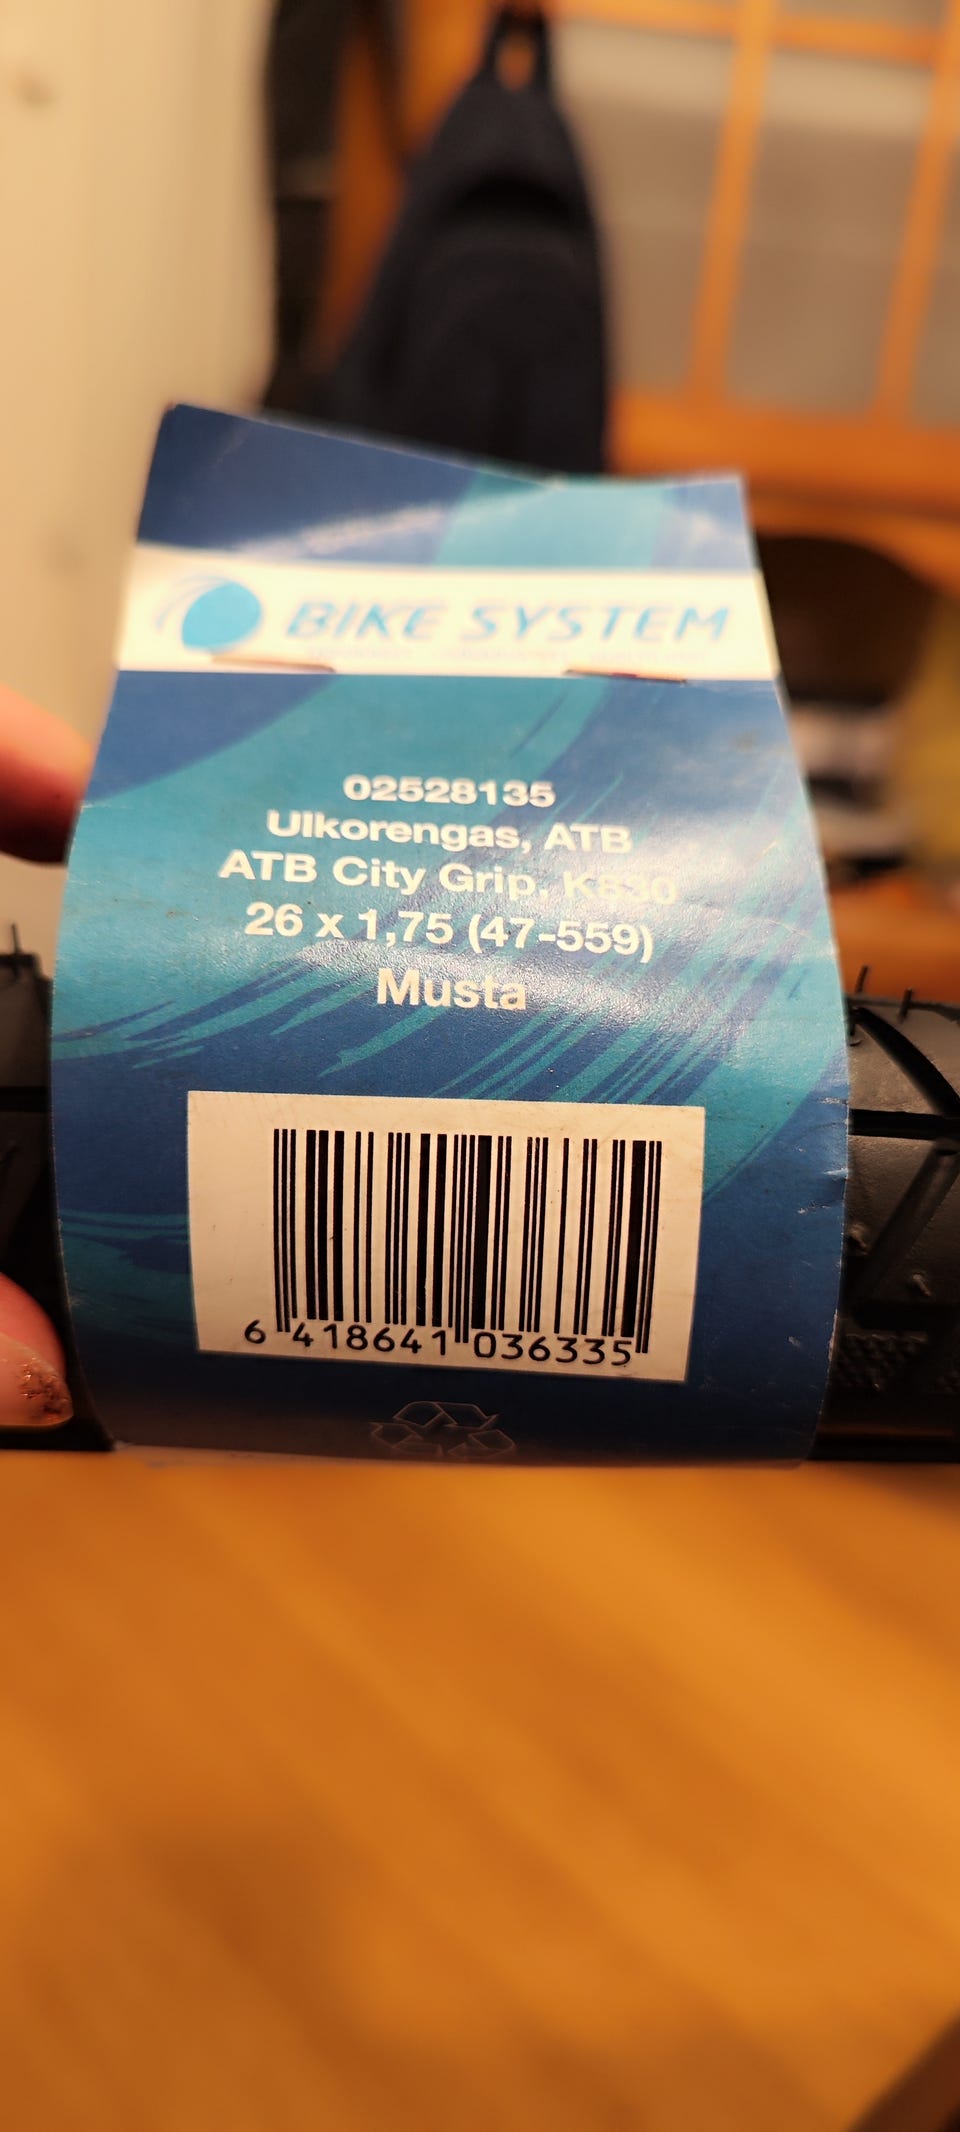 BIKE SYSTEM
02528135
Ulkorengas, ATB
ATB City Grip, K830
26 x 1,75 (47-559)
Musta
6 418641 036335